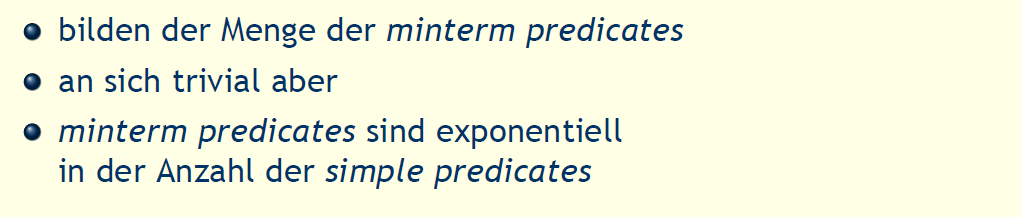 bilden der Menge der minterm predicates
an sich trivial aber
minterm predicates sind exponentiell
in der Anzahl der simple predicates